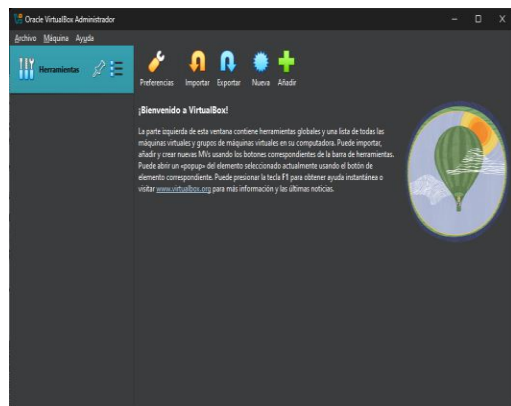 Oracle VirtualBox Administrador
Archivo Máquina Ayuda
Herramientas
Preferencias Importar Exportar Nueva Añadir
¡Bienvenido a VirtualBox!
La parte izquierda de esta ventana contiene herramientas globales y una lista de todas las
máquinas virtuales y grupos de máquinas virtuales en su computadora. Puede importar,
añadir y crear nuevas MVs usando los botones correspondientes de la barra de herramientas.
Puede abrir un «popup» del elemento seleccionado actualmente usando el botón de
elemento correspondiente. Puede presionar la tecla F1 para obtener ayuda instantánea o
visitar www.virtualbox.org para más información y las últimas noticias.